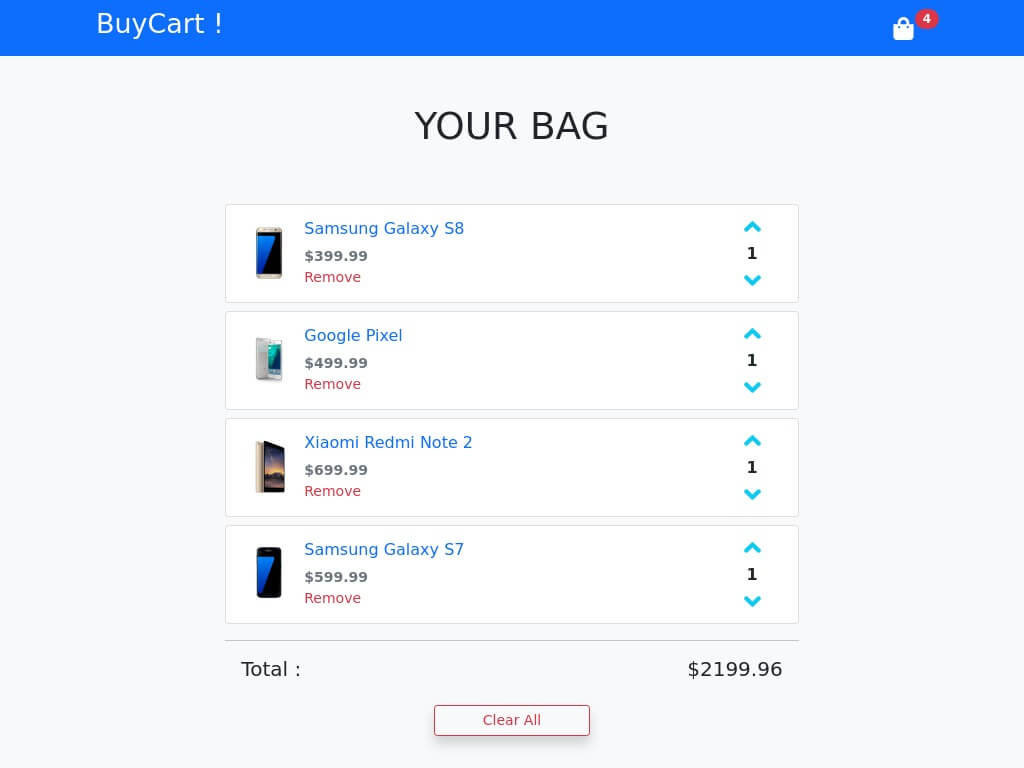 BuyCart !
4
YOUR BAG
Samsung Galaxy S8
$399.99
Remove
1
Google Pixel
$499.99
Remove
1
Xiaomi Redmi Note 2
$699.99
Remove
1
Samsung Galaxy S7
$599.99
Remove
1
Total : $2199.96
Clear All